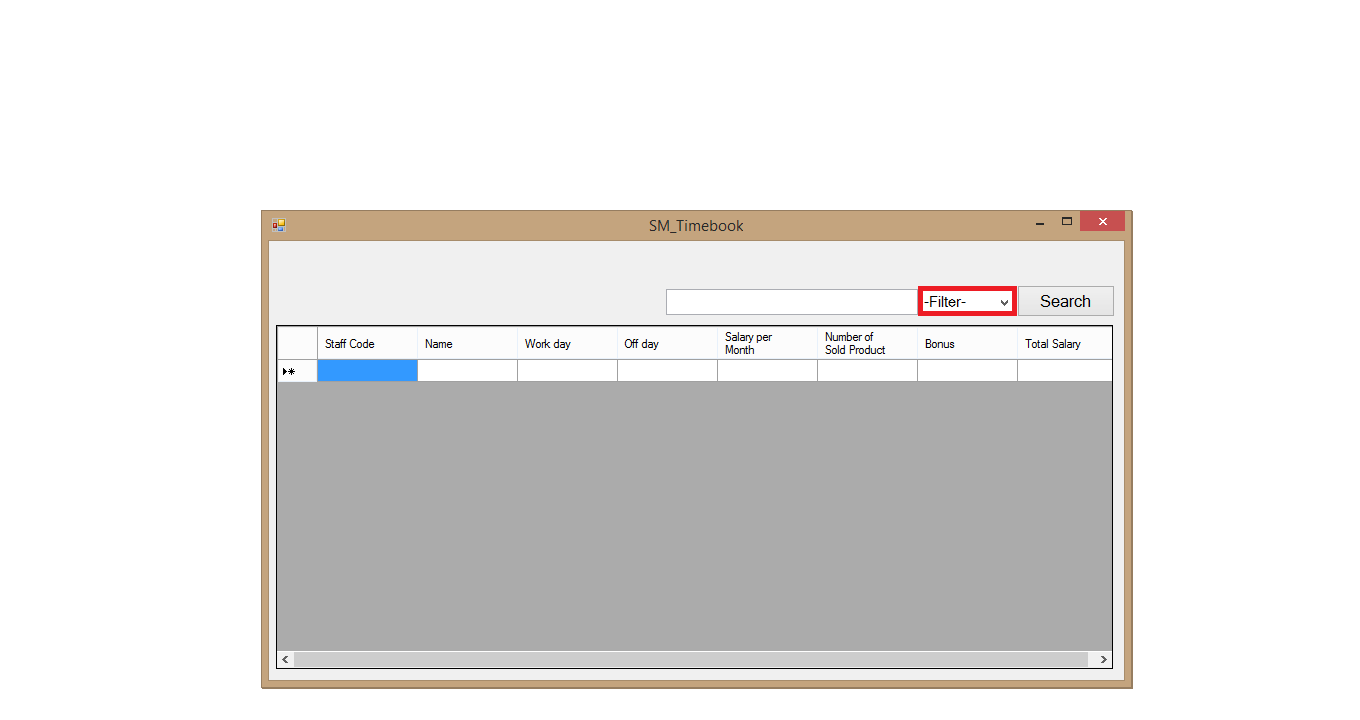 SM_Timebook
-Filter-
Search
Staff Code
Name
Work day
Off day
Salary per
Month
Number of
Sold Product
Bonus
Total Salary